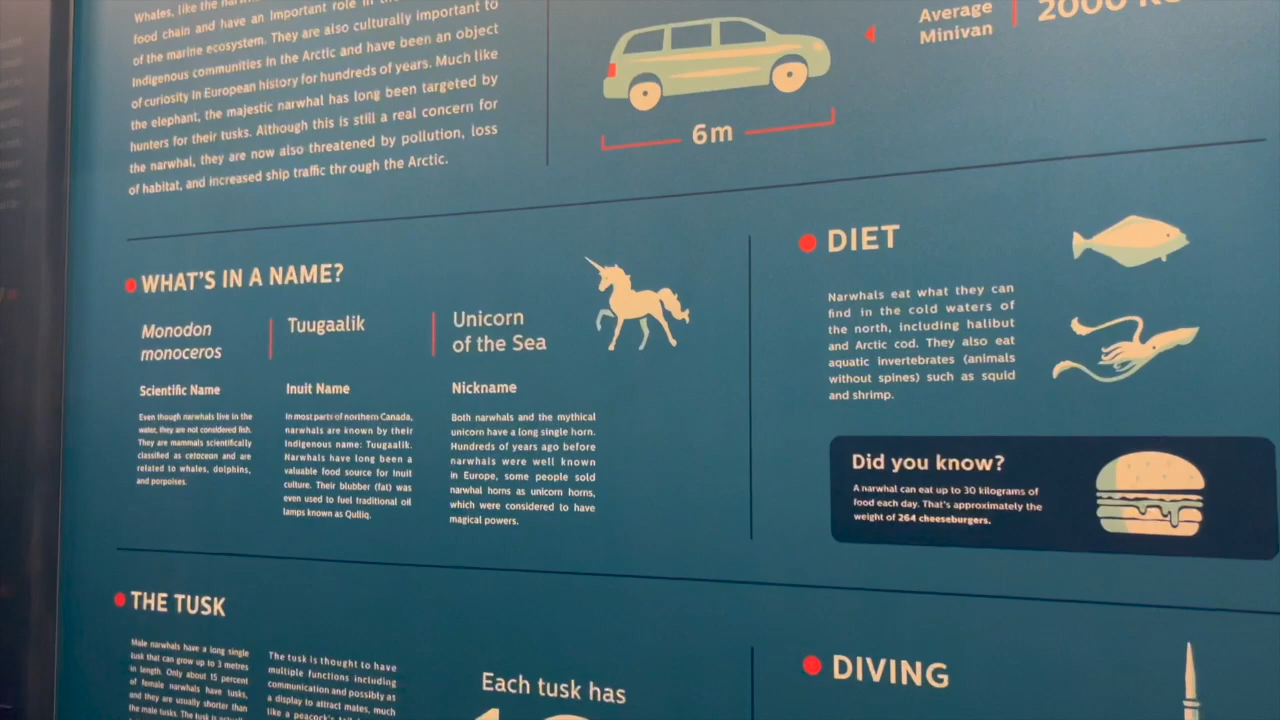 Whales, like the
food chain and have an important role in
of the marine ecosystem. They are also culturally important to
Indigenous communities in the Arctic and have been an object
of curiosity in European history for hundreds of years. Much like
the elephant, the majestic narwhal has long been targeted by
hunters for their tusks. Although this is still a real concern for
the narwhal, they are now also threatened by pollution, loss
of habitat, and increased ship traffic through the Arctic.
Average
Minivan
2000
6m
WHAT'S IN A NAME?
Monodon
monoceros
Scientific Name
Even though narwhals live in the
water, they are not considered fish.
They are mammals scientifically
classified as cetacean and are
related to whales, dolphins,
and porpoises.
Tuugaalik
Inuit Name
In most parts of northern Canada,
narwhals are known by their
Indigenous name: Tuugaalik.
Narwhals have long been a
valuable food source for Inuit
culture. Their blubber (fat) was
even used to fuel traditional oil
lamps known as Qulliq.
Unicorn
of the Sea
Nickname
Both narwhals and the mythical
unicorn have a long single horn.
Hundreds of years ago before
narwhals were well known
in Europe, some people sold
narwhal horns as unicorn horns,
which were considered to have
magical powers.
DIET
Narwhals eat what they can
find in the cold waters of
the north, including halibut
and Arctic cod. They also eat
aquatic invertebrates (animals
without spines) such as squid
and shrimp.
Did you know?
A narwhal can eat up to 30 kilograms of
food each day. That's approximately the
weight of 264 cheeseburgers.
THE TUSK
Male narwhals have a long single
tusk that can grow up to 3 metres
in length. Only about 15 percent
of female narwhals have tusks,
and they are usually shorter than
the male tusks. The tusk is
The tusk is thought to have
multiple functions including
communication and possibly as
a display to attract mates, much
like a peacock's
Each tusk has
DIVING